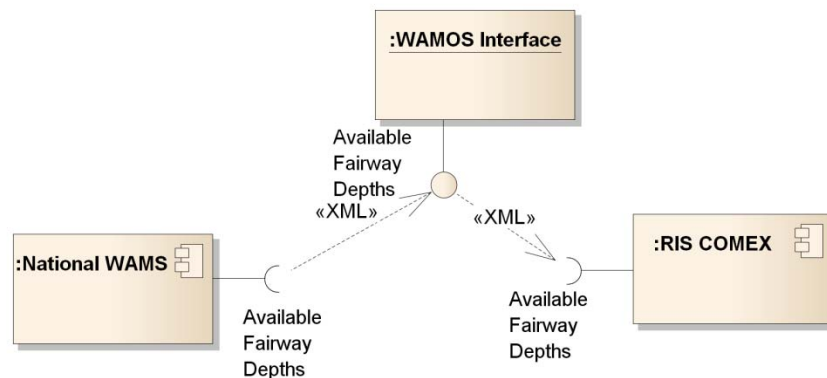 :WAMOS Interface
Available
Fairway
Depths
«XML»
«XML»
:National WAMS
:RIS COMEX
Available
Fairway
Depths
Available
Fairway
Depths